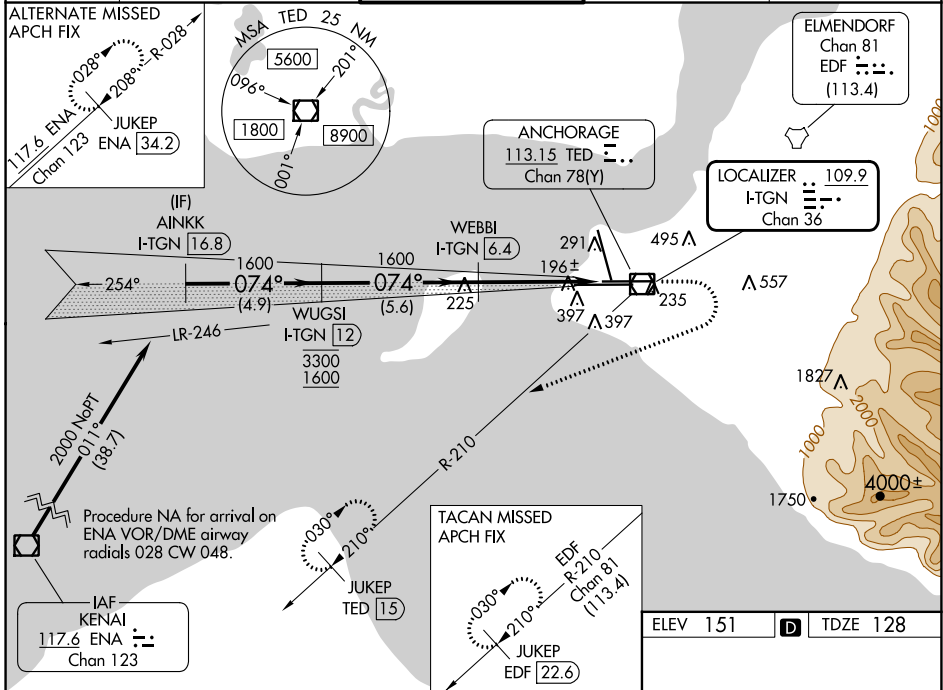 ALTERNATE MISSED
APCH FIX
028°
208°
R-028
JUKEP
ENA 34.2
117.6 ENA
Chan 123
MSA TED 25 NM
5600
096°
201°
1800
8900
001°
ELMENDORF
Chan 81
EDF
(113.4)
ANCHORAGE
113.15 TED
Chan 78(Y)
LOCALIZER 109.9
I-TGN
Chan 36
(IF)
AINKK
I-TGN 16.8
WEBBI
I-TGN 6.4
291
495
1600
1600
196±
254°
074°
074°
557
(4.9)
(5.6)
225
235
WUGSI
I-TGN 12
397
397
LR-246
3300
1600
1827
2000
1000
1000
2000 NoPT
011°
(38.7)
R-210
4000±
1750
Procedure NA for arrival on
ENA VOR/DME airway
radials 028 CW 048.
030°
210°
JUKEP
TED 15
TACAN MISSED
APCH FIX
EDF
R-210
Chan 81
(113.4)
030°
210°
JUKEP
EDF 22.6
IAF
KENAI
117.6 ENA
Chan 123
ELEV 151
D
TDZE 128